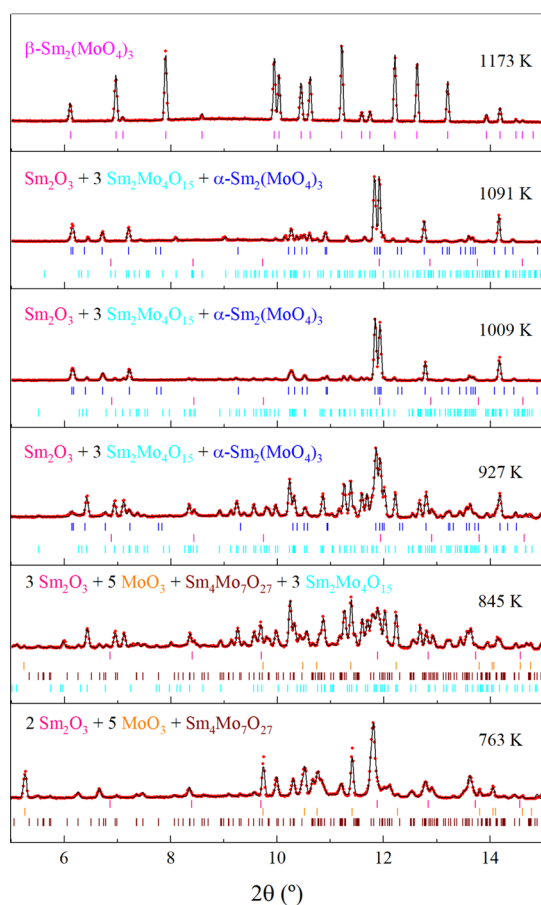 β-Sm₂(MoO₄)₃
1173 K
Sm₂O₃ + 3 Sm₂Mo₄O₁₅ + α-Sm₂(MoO₄)₃
1091 K
Sm₂O₃ + 3 Sm₂Mo₄O₁₅ + α-Sm₂(MoO₄)₃
1009 K
Sm₂O₃ + 3 Sm₂Mo₄O₁₅ + α-Sm₂(MoO₄)₃
927 K
3 Sm₂O₃ + 5 MoO₃ + Sm₄Mo₇O₂₇ + 3 Sm₂Mo₄O₁₅
845 K
2 Sm₂O₃ + 5 MoO₃ + Sm₄Mo₇O₂₇
763 K
6 8 10 12 14
2θ (º)